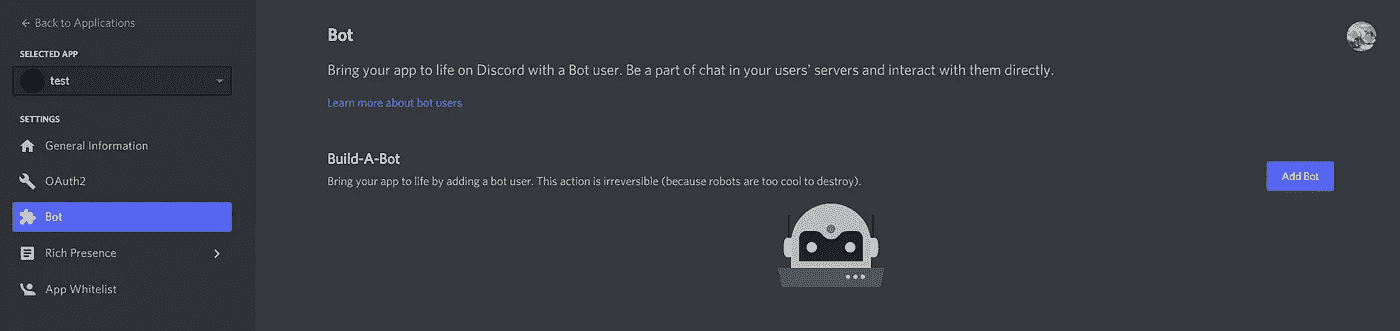 ← Back to Applications
SELECTED APP
test
SETTINGS
General Information
OAuth2
Bot
Rich Presence
App Whitelist
Bot
Bring your app to life on Discord with a Bot user. Be a part of chat in your users' servers and interact with them directly.
Learn more about bot users
Build-A-Bot
Bring your app to life by adding a bot user. This action is irreversible (because robots are too cool to destroy).
Add Bot